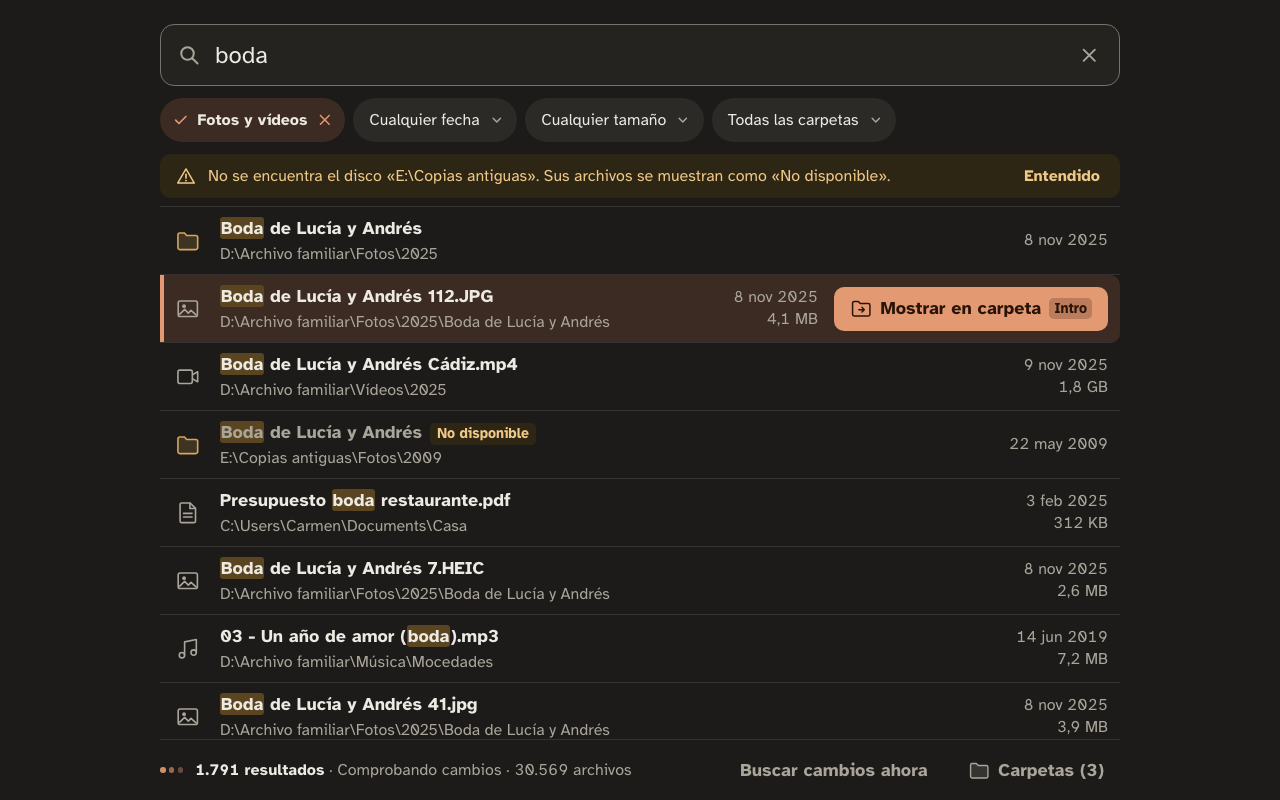 boda
Fotos y vídeos Cualquier fecha Cualquier tamaño Todas las carpetas
No se encuentra el disco «E:\Copias antiguas». Sus archivos se muestran como «No disponible». Entendido
Boda de Lucía y Andrés
D:\Archivo familiar\Fotos\2025
8 nov 2025
Boda de Lucía y Andrés 112.JPG
D:\Archivo familiar\Fotos\2025\Boda de Lucía y Andrés
8 nov 2025
4,1 MB
Mostrar en carpeta Intro
Boda de Lucía y Andrés Cádiz.mp4
D:\Archivo familiar\Vídeos\2025
9 nov 2025
1,8 GB
Boda de Lucía y Andrés No disponible
E:\Copias antiguas\Fotos\2009
22 may 2009
Presupuesto boda restaurante.pdf
C:\Users\Carmen\Documents\Casa
3 feb 2025
312 KB
Boda de Lucía y Andrés 7.HEIC
D:\Archivo familiar\Fotos\2025\Boda de Lucía y Andrés
8 nov 2025
2,6 MB
03 - Un año de amor (boda).mp3
D:\Archivo familiar\Música\Mocedades
14 jun 2019
7,2 MB
Boda de Lucía y Andrés 41.jpg
D:\Archivo familiar\Fotos\2025\Boda de Lucía y Andrés
8 nov 2025
3,9 MB
1.791 resultados · Comprobando cambios · 30.569 archivos Buscar cambios ahora Carpetas (3)